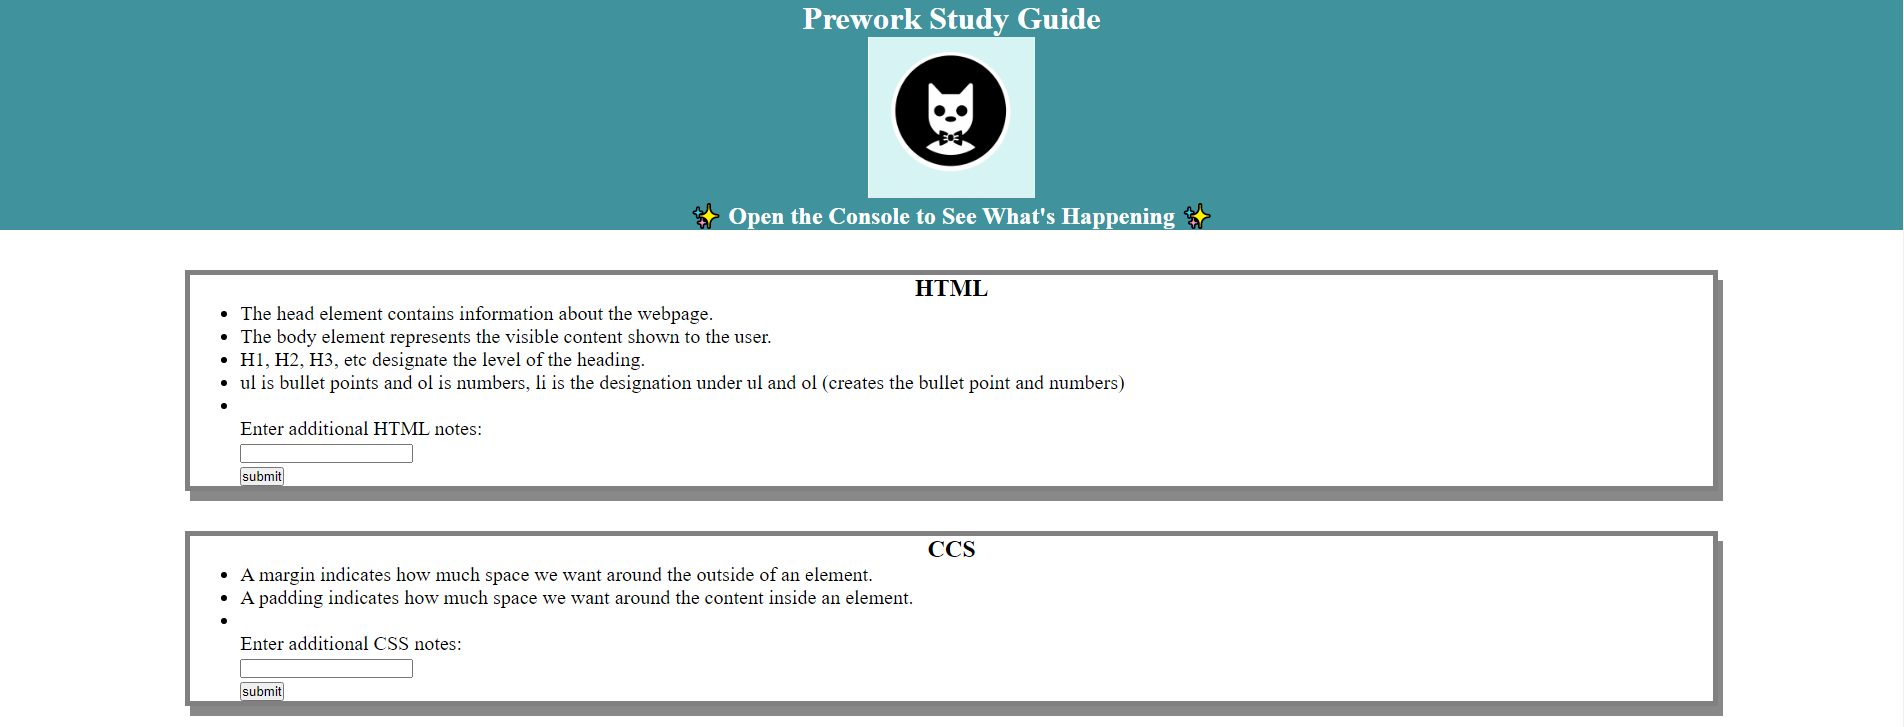 Prework Study Guide
✨ Open the Console to See What's Happening ✨
HTML
• The head element contains information about the webpage.
• The body element represents the visible content shown to the user.
• H1, H2, H3, etc designate the level of the heading.
• ul is bullet points and ol is numbers, li is the designation under ul and ol (creates the bullet point and numbers)
•
Enter additional HTML notes:
submit
CCS
• A margin indicates how much space we want around the outside of an element.
• A padding indicates how much space we want around the content inside an element.
•
Enter additional CSS notes:
submit